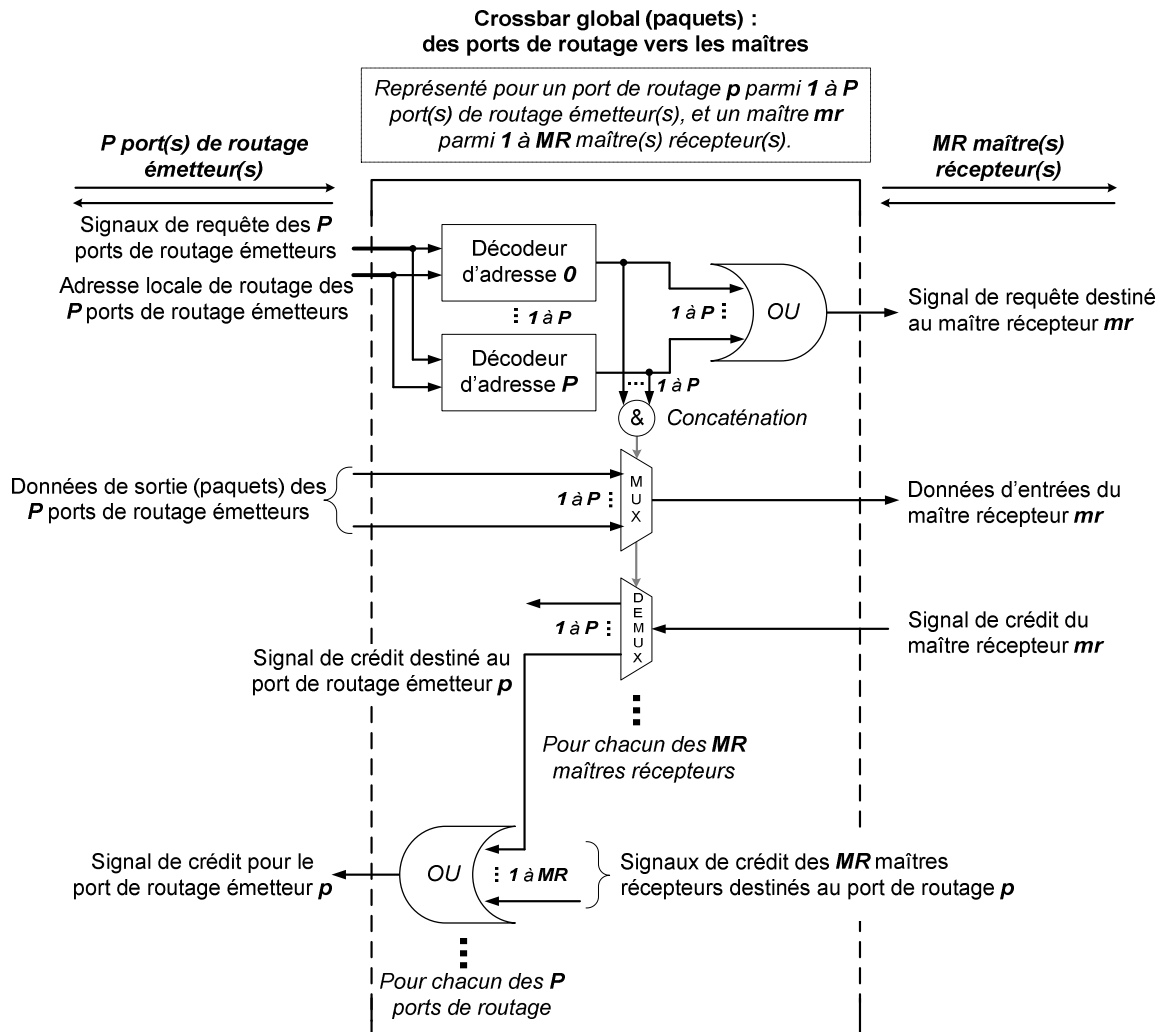 Crossbar global (paquets) :
des ports de routage vers les maîtres
Représenté pour un port de routage p parmi 1 à P
port(s) de routage émetteur(s), et un maître mr
parmi 1 à MR maître(s) récepteur(s).
P port(s) de routage
émetteur(s)
MR maître(s)
récepteur(s)
Signaux de requête des P
ports de routage émetteurs
Adresse locale de routage des
P ports de routage émetteurs
Décodeur
d'adresse 0
1 à P
Décodeur
d'adresse P
1 à P
OU
Signal de requête destiné
au maître récepteur mr
... 1 à P
& Concaténation
Données de sortie (paquets) des
P ports de routage émetteurs
1 à P
MUX
Données d'entrées du
maître récepteur mr
1 à P
DEMUX
Signal de crédit du
maître récepteur mr
Signal de crédit destiné au
port de routage émetteur p
Pour chacun des MR
maîtres récepteurs
Signal de crédit pour le
port de routage émetteur p
OU
1 à MR
Signaux de crédit des MR maîtres
récepteurs destinés au port de routage p
Pour chacun des P
ports de routage